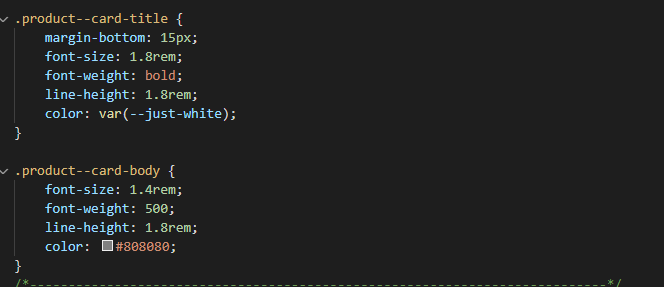 .product--card-title {
margin-bottom: 15px;
font-size: 1.8rem;
font-weight: bold;
line-height: 1.8rem;
color: var(--just-white);
}
.product--card-body {
font-size: 1.4rem;
font-weight: 500;
line-height: 1.8rem;
color: #808080;
}
/*--------------------------------------------------------------------------*/